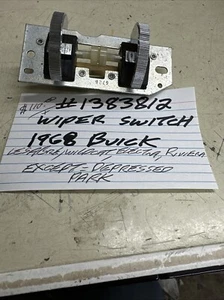 #1383812
WIPER SWITCH
1968 BUICK
LESABRE, WILDCAT, ELECTRA, RIVIERA
EXCEPT - DEPRESSED
PARK